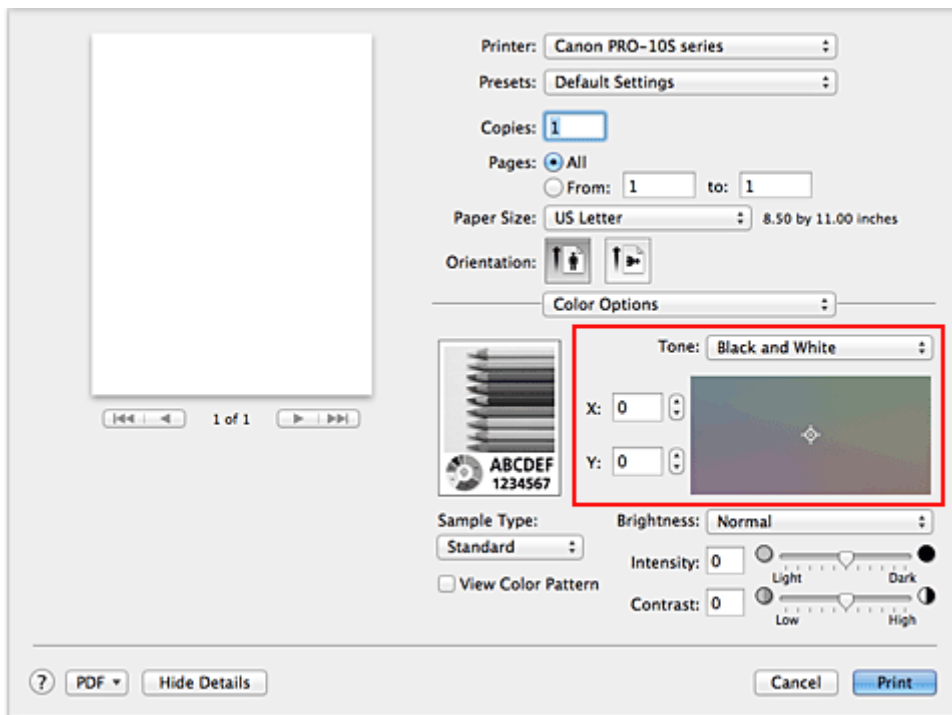 Printer: Canon PRO-10S series
Presets: Default Settings
Copies: 1
Pages: All
From: 1 to: 1
Paper Size: US Letter 8.50 by 11.00 inches
Orientation:
Color Options
1 of 1
Tone: Black and White
X: 0
Y: 0
ABCDEF
1234567
Sample Type:
Standard
View Color Pattern
Brightness: Normal
Intensity: 0
Light Dark
Contrast: 0
Low High
? PDF Hide Details Cancel Print